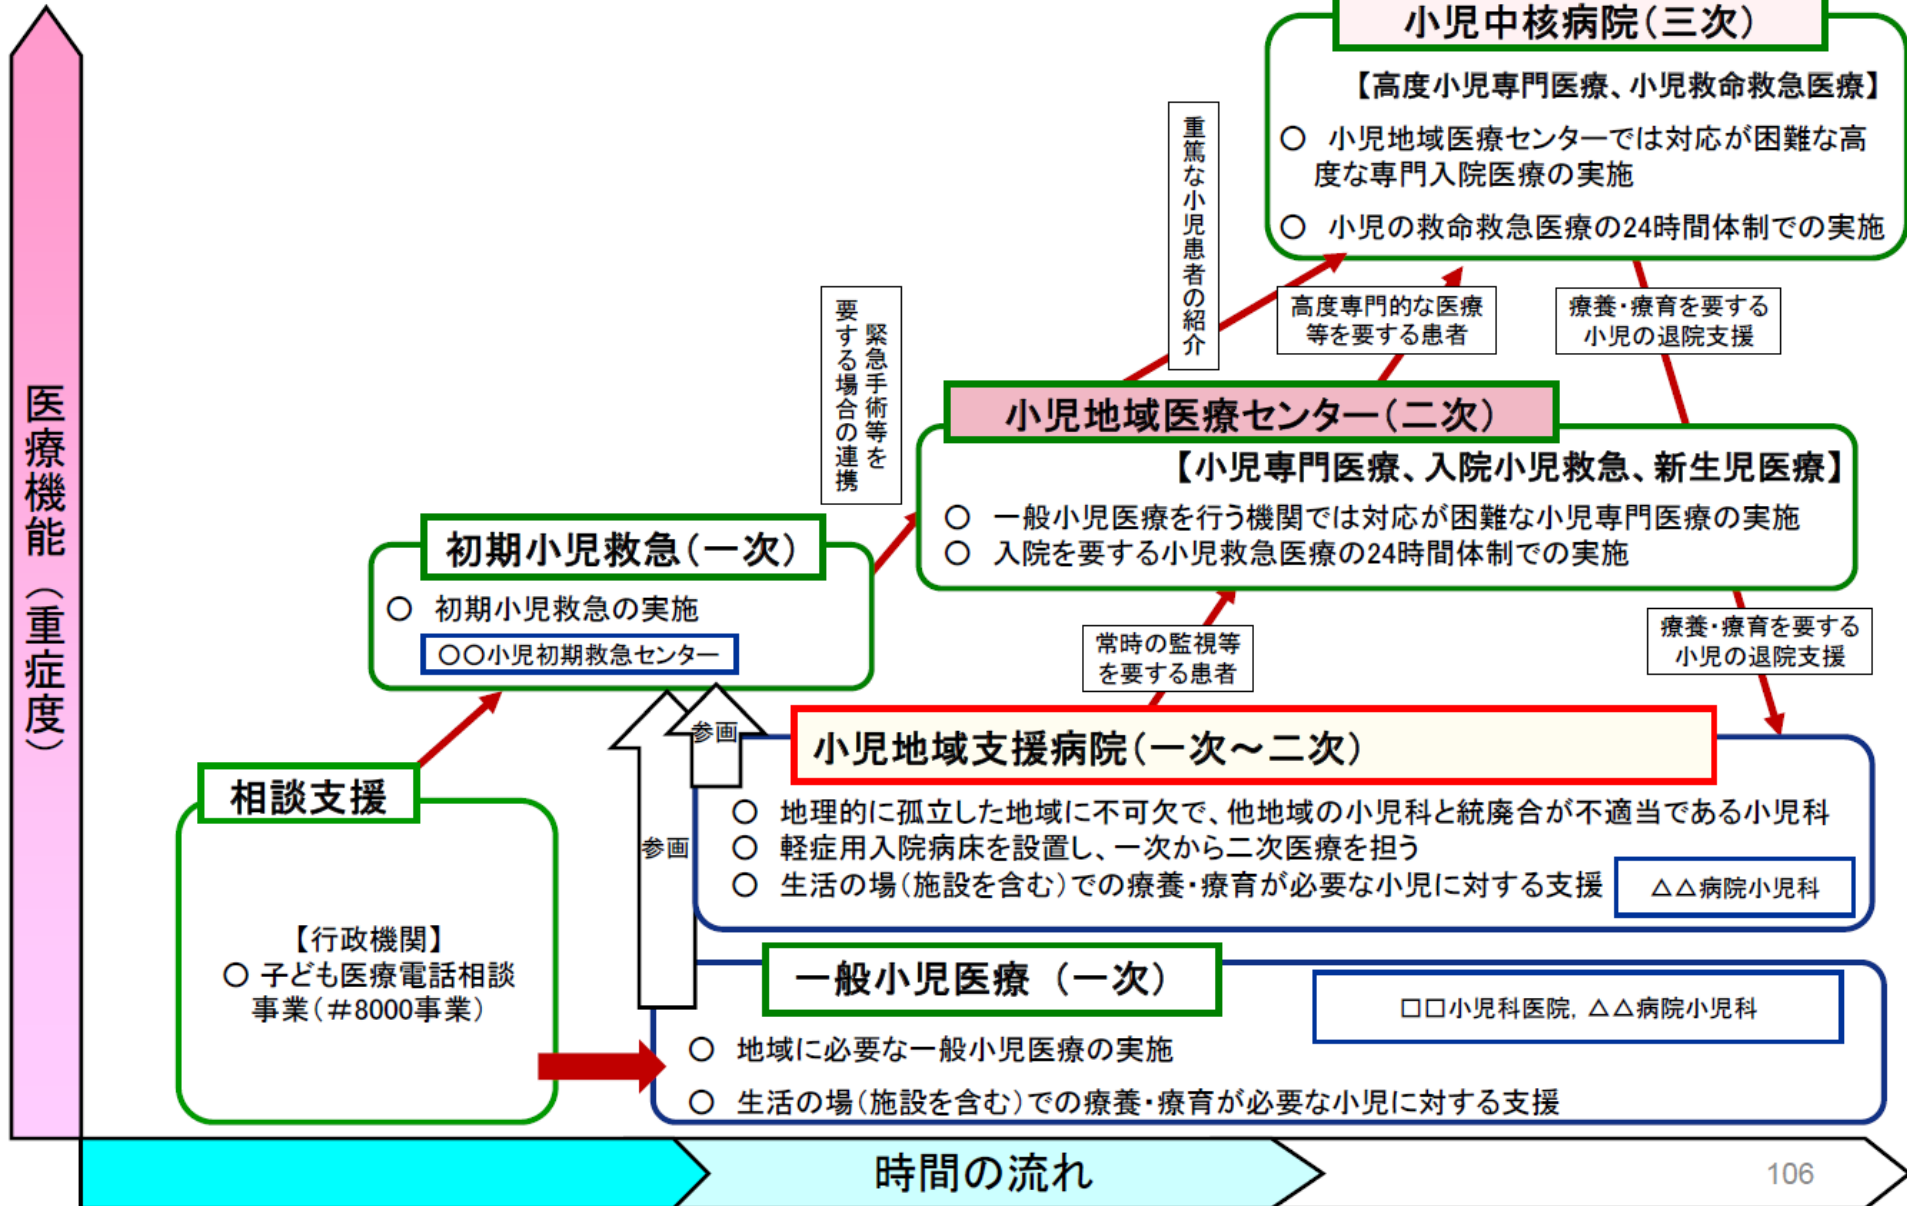 医療機能（重症度）
小児中核病院（三次）
【高度小児専門医療、小児救命救急医療】
○　小児地域医療センターでは対応が困難な高
度な専門入院医療の実施
○　小児の救命救急医療の24時間体制での実施
重篤な小児患者の紹介
高度専門的な医療
等を要する患者
療養・療育を要する
小児の退院支援
緊急手術等を
要する場合の連携
小児地域医療センター（二次）
【小児専門医療、入院小児救急、新生児医療】
○　一般小児医療を行う機関では対応が困難な小児専門医療の実施
○　入院を要する小児救急医療の24時間体制での実施
初期小児救急（一次）
○　初期小児救急の実施
○○小児初期救急センター
常時の監視等
を要する患者
療養・療育を要する
小児の退院支援
参画
参画
小児地域支援病院（一次～二次）
○　地理的に孤立した地域に不可欠で、他地域の小児科と統廃合が不適当である小児科
○　軽症用入院病床を設置し、一次から二次医療を担う
○　生活の場（施設を含む）での療養・療育が必要な小児に対する支援
△△病院小児科
相談支援
【行政機関】
○ 子ども医療電話相談
事業（＃8000事業）
一般小児医療 （一次）
□□小児科医院, △△病院小児科
○　地域に必要な一般小児医療の実施
○　生活の場（施設を含む）での療養・療育が必要な小児に対する支援
時間の流れ
106